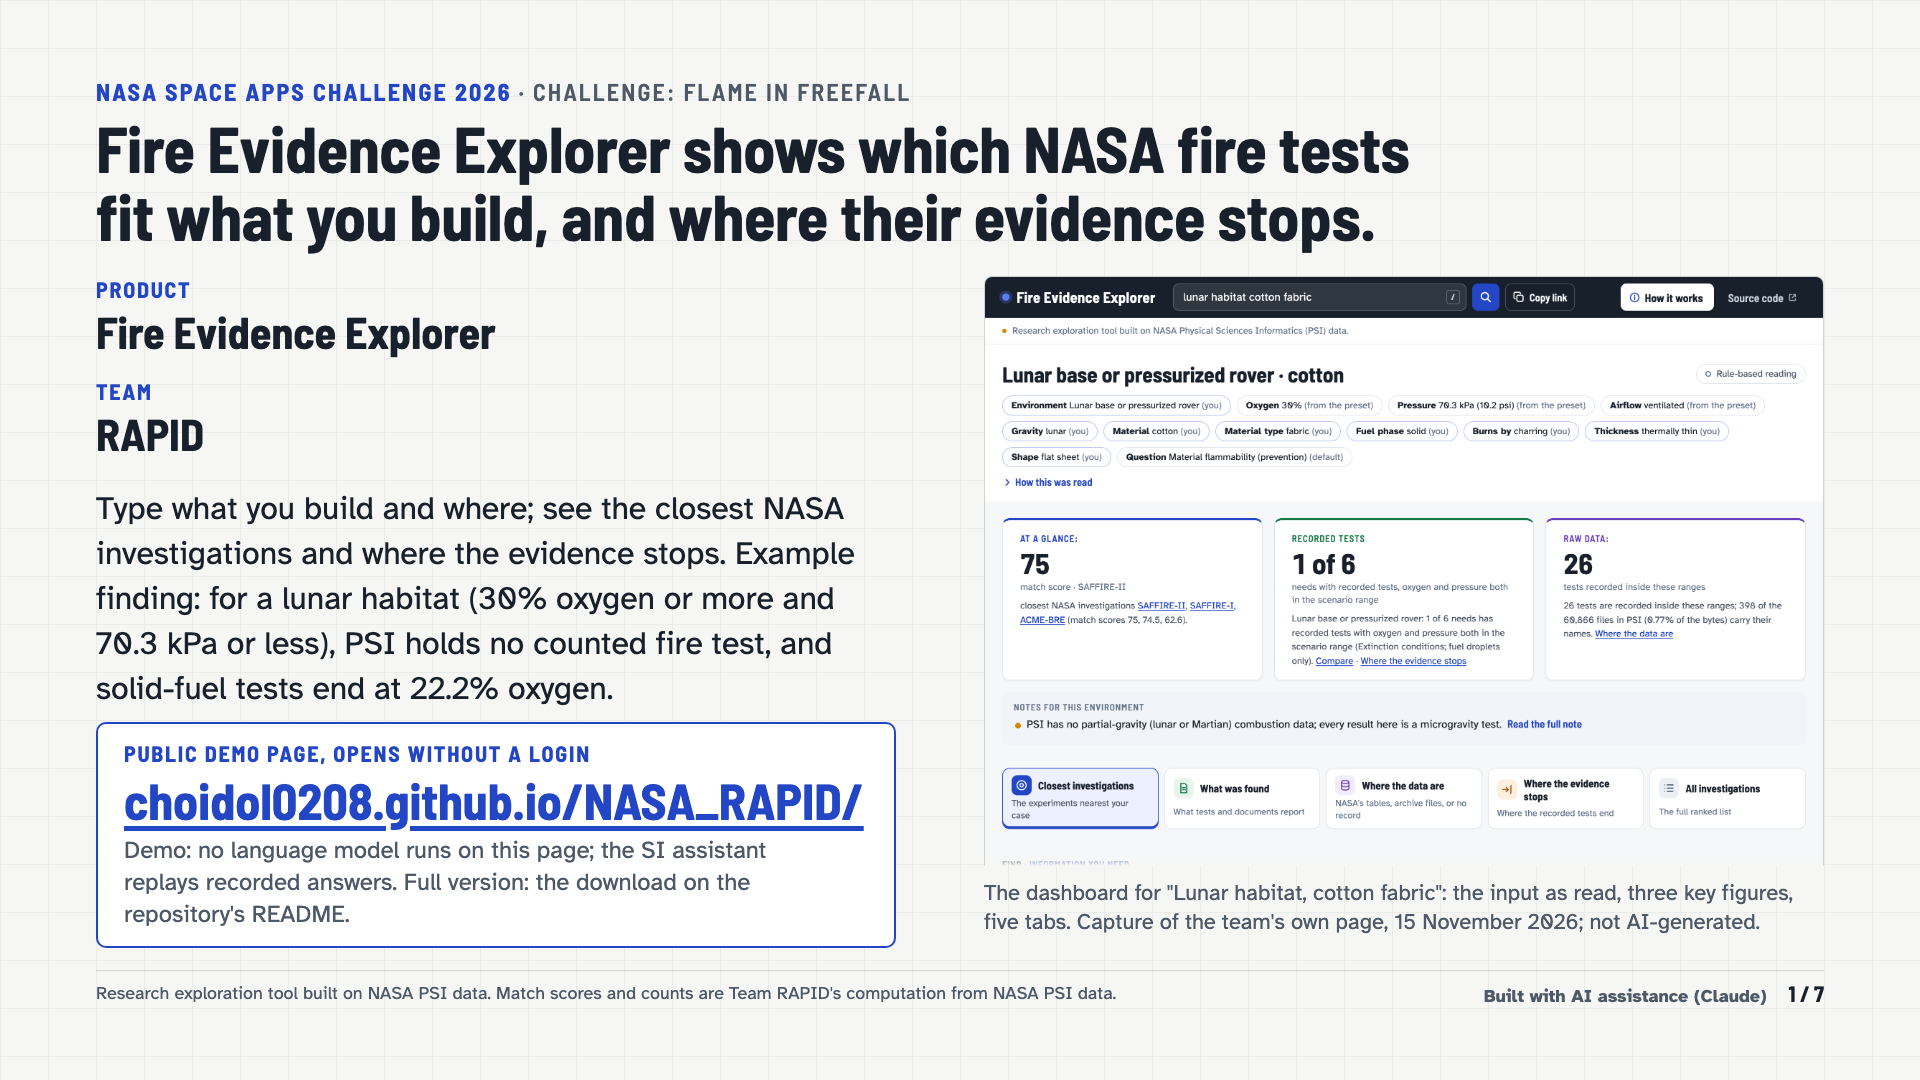 NASA SPACE APPS CHALLENGE 2026 · CHALLENGE: FLAME IN FREEFALL
Fire Evidence Explorer shows which NASA fire tests
fit what you build, and where their evidence stops.
PRODUCT
Fire Evidence Explorer
TEAM
RAPID
Type what you build and where; see the closest NASA
investigations and where the evidence stops. Example
finding: for a lunar habitat (30% oxygen or more and
70.3 kPa or less), PSI holds no counted fire test, and
solid-fuel tests end at 22.2% oxygen.
PUBLIC DEMO PAGE, OPENS WITHOUT A LOGIN
choidol0208.github.io/NASA_RAPID/
Demo: no language model runs on this page; the SI assistant
replays recorded answers. Full version: the download on the
repository's README.
Fire Evidence Explorer
lunar habitat cotton fabric
/
Copy link
How it works
Source code
Research exploration tool built on NASA Physical Sciences Informatics (PSI) data.
Lunar base or pressurized rover · cotton
Rule-based reading
Environment Lunar base or pressurized rover (you)
Oxygen 30% (from the preset)
Pressure 70.3 kPa (10.2 psi) (from the preset)
Airflow ventilated (from the preset)
Gravity lunar (you)
Material cotton (you)
Material type fabric (you)
Fuel phase solid (you)
Burns by charring (you)
Thickness thermally thin (you)
Shape flat sheet (you)
Question Material flammability (prevention) (default)
How this was read
AT A GLANCE:
75
match score · SAFFIRE-II
closest NASA investigations SAFFIRE-II, SAFFIRE-I,
ACME-BRE (match scores 75, 74.5, 62.6).
RECORDED TESTS
1 of 6
needs with recorded tests, oxygen and pressure both
in the scenario range
Lunar base or pressurized rover: 1 of 6 needs has
recorded tests with oxygen and pressure both in the
scenario range (Extinction conditions; fuel droplets
only). Compare · Where the evidence stops
RAW DATA:
26
tests recorded inside these ranges
26 tests are recorded inside these ranges; 398 of the
60,866 files in PSI (0.77% of the bytes) carry their
names. Where the data are
NOTES FOR THIS ENVIRONMENT
PSI has no partial-gravity (lunar or Martian) combustion data; every result here is a microgravity test. Read the full note
Closest investigations
The experiments nearest your
case
What was found
What tests and documents report
Where the data are
NASA's tables, archive files, or no
record
Where the evidence
stops
Where the recorded tests end
All investigations
The full ranked list
The dashboard for "Lunar habitat, cotton fabric": the input as read, three key figures,
five tabs. Capture of the team's own page, 15 November 2026; not AI-generated.
Research exploration tool built on NASA PSI data. Match scores and counts are Team RAPID's computation from NASA PSI data.
Built with AI assistance (Claude)
1 / 7